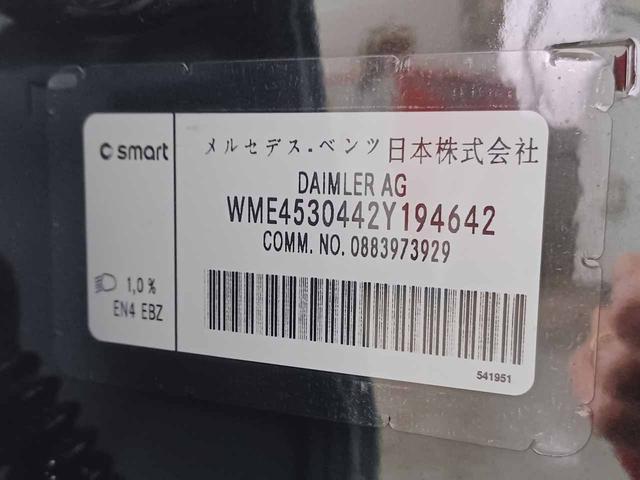 smart
メルセデス・ベンツ日本株式会社
DAIMLER AG
WME4530442Y194642
COMM. NO. 0883973929
1,0 %
EN4 EBZ
541951